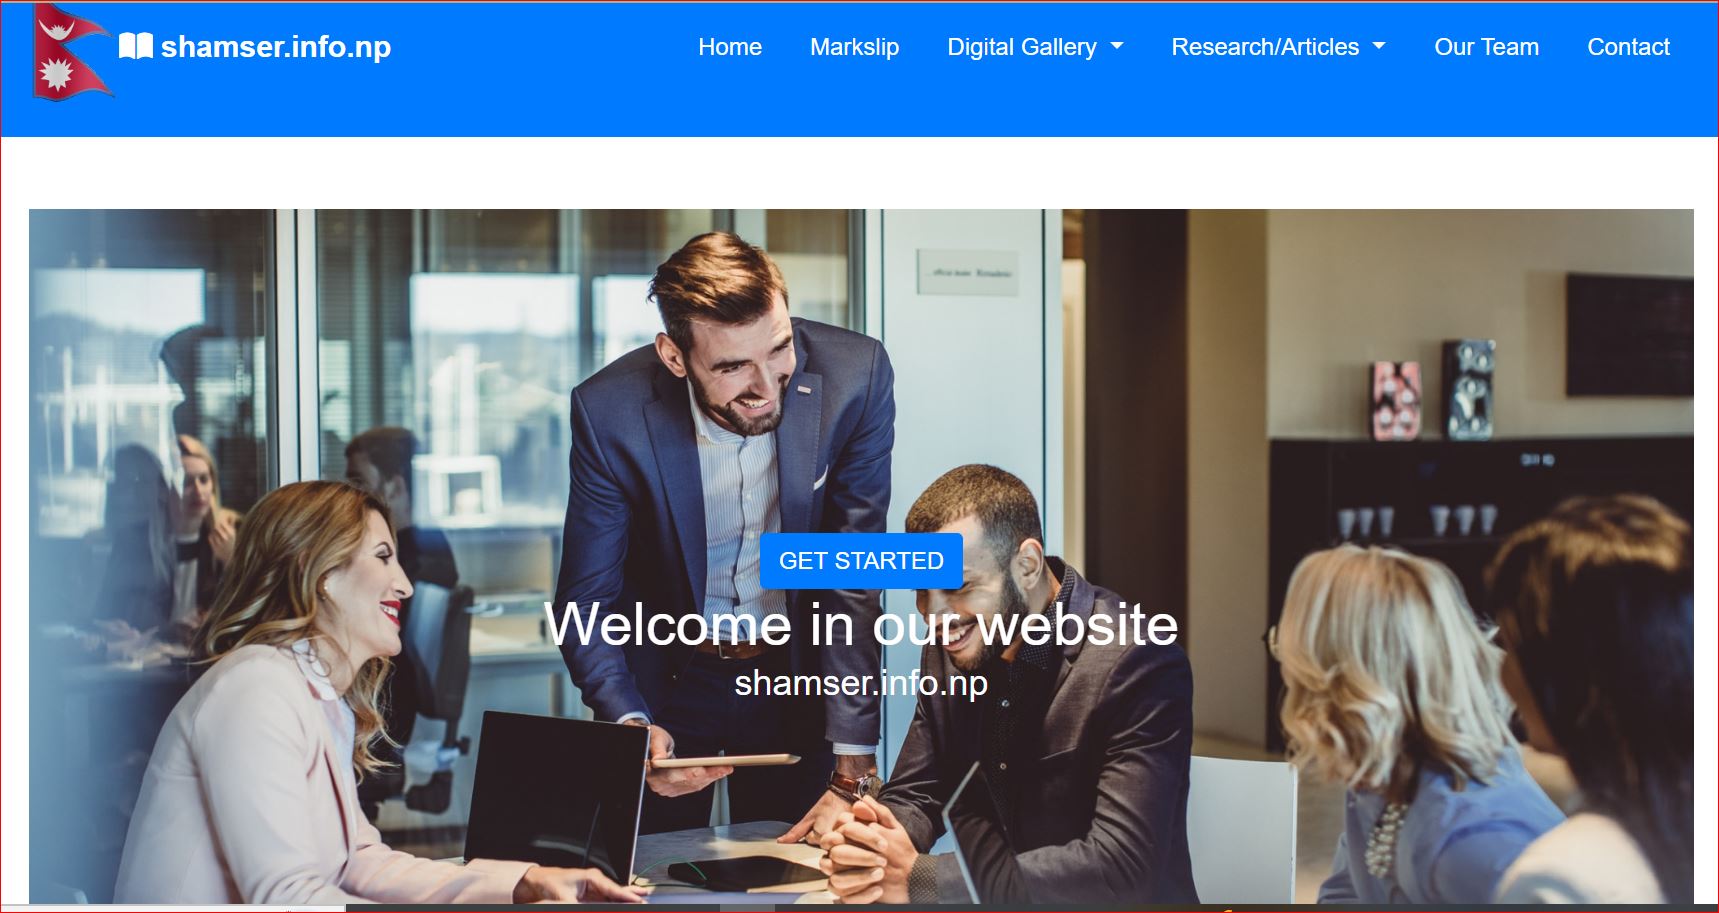 shamser.info.np
Home
Markslip
Digital Gallery
Research/Articles
Our Team
Contact
GET STARTED
Welcome in our website
shamser.info.np